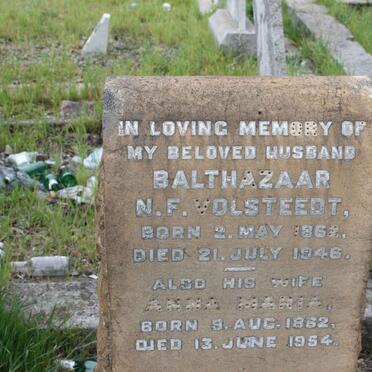 IN LOVING MEMORY OF
MY BELOVED HUSBAND
BALTHAZAAR
N.F. VOLSTEEDT,
BORN 2. MAY 1862.
DIED 21. JULY 1946.
ALSO HIS WIFE
ANNA MARIA,
BORN 9. AUG. 1862,
DIED 13. JUNE 1954.